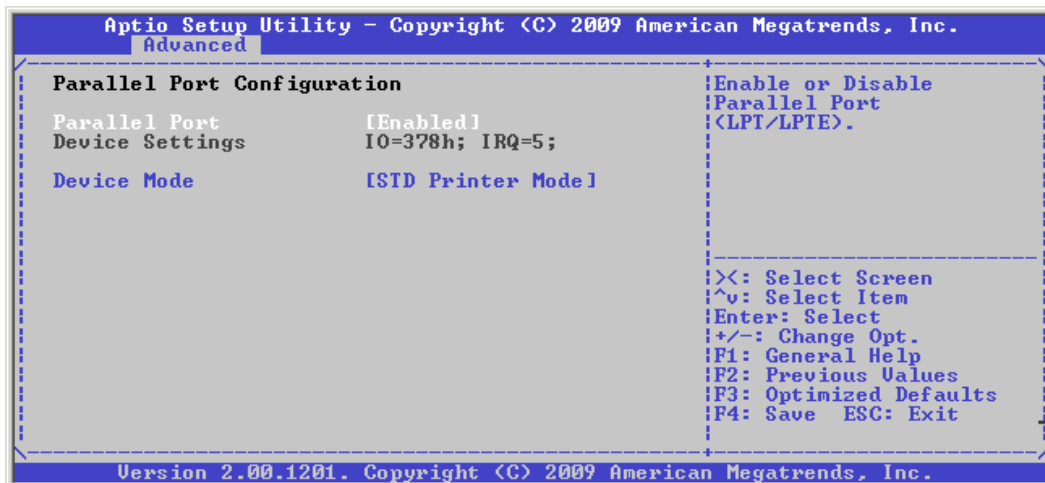 Aptio Setup Utility - Copyright (C) 2009 American Megatrends, Inc.
Advanced
Parallel Port Configuration
Parallel Port [Enabled]
Device Settings IO=378h; IRQ=5;
Device Mode [STD Printer Mode]
Enable or Disable
Parallel Port
(LPT/LPTE).
><: Select Screen
^v: Select Item
Enter: Select
+/-: Change Opt.
F1: General Help
F2: Previous Values
F3: Optimized Defaults
F4: Save ESC: Exit
Version 2.00.1201. Copyright (C) 2009 American Megatrends, Inc.